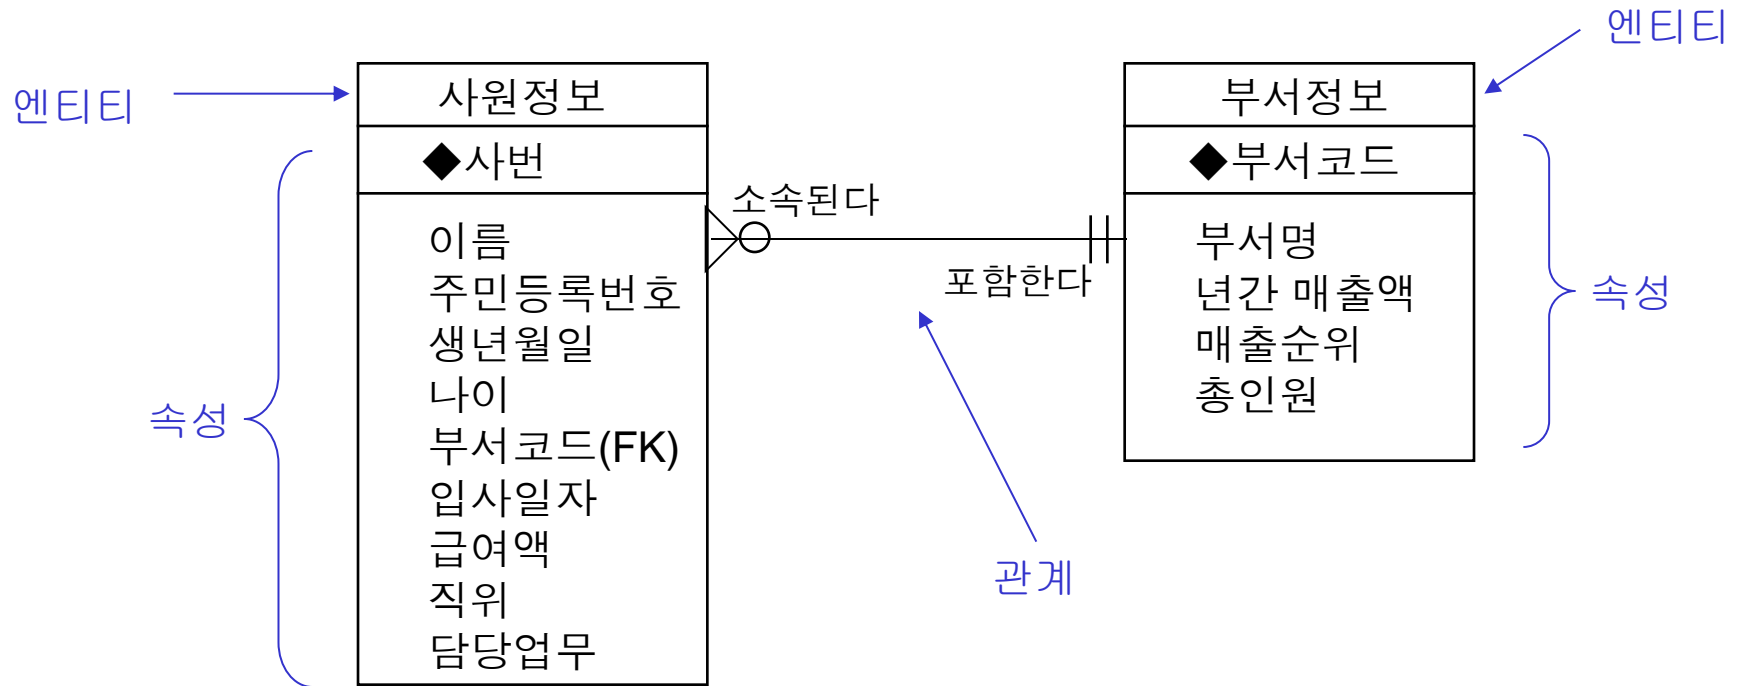 엔티티
엔티티
사원정보
◆사번
이름
주민등록번호
생년월일
나이
부서코드(FK)
입사일자
급여액
직위
담당업무
속성
소속된다
포함한다
관계
부서정보
◆부서코드
부서명
년간 매출액
매출순위
총인원
속성